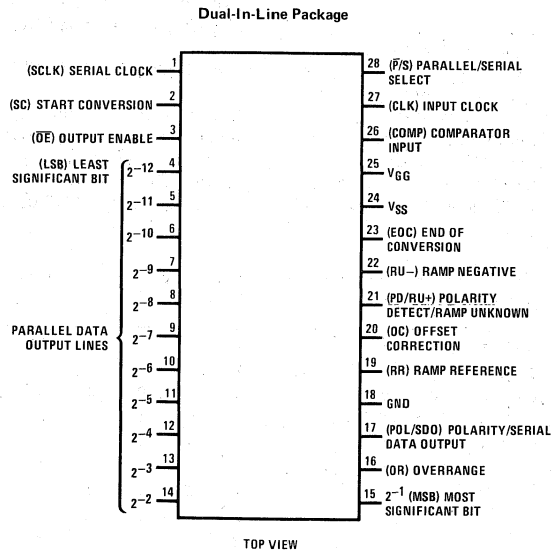 Dual-In-Line Package
(SCLK) SERIAL CLOCK 1
(SC) START CONVERSION 2
(O̅E̅) OUTPUT ENABLE 3
(LSB) LEAST
SIGNIFICANT BIT
2−12 4
2−11 5
2−10 6
2−9 7
2−8 8
PARALLEL DATA
OUTPUT LINES
2−7 9
2−6 10
2−5 11
2−4 12
2−3 13
2−2 14
28 (P̅/S) PARALLEL/SERIAL
SELECT
27 (CLK) INPUT CLOCK
26 (COMP) COMPARATOR
INPUT
25 VGG
24 VSS
23 (EOC) END OF
CONVERSION
22 (RU−) RAMP NEGATIVE
21 (PD/RU+) POLARITY
DETECT/RAMP UNKNOWN
20 (OC) OFFSET
CORRECTION
19 (RR) RAMP REFERENCE
18 GND
17 (POL/SDO) POLARITY/SERIAL
DATA OUTPUT
16 (OR) OVERRANGE
15 2−1 (MSB) MOST
SIGNIFICANT BIT
TOP VIEW